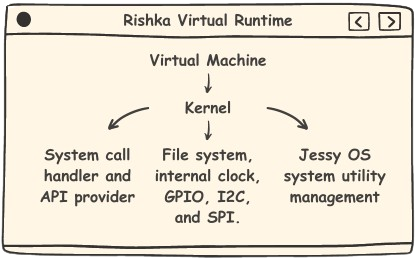 Rishka Virtual Runtime
Virtual Machine
Kernel
System call
handler and
API provider
File system,
internal clock,
GPIO, I2C,
and SPI.
Jessy OS
system utility
management